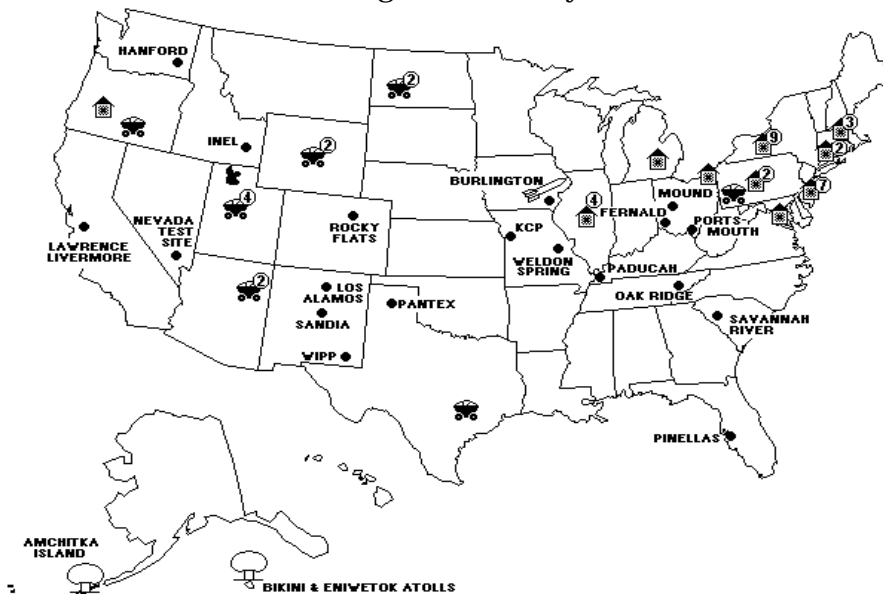 HANFORD
2
3
9
INEL
2
2
2
BURLINGTON
MOUND
7
4
4
FERNALD
NEVADA
TEST
SITE
ROCKY
FLATS
KCP
PORTS-
MOUTH
LAWRENCE
LIVERMORE
WELDON
SPRING
PADUCAH
2
LOS
ALAMOS
PANTEX
OAK RIDGE
SANDIA
SAVANNAH
RIVER
WIPP
PINELLAS
AMCHITKA
ISLAND
BIKINI & ENIWETOK ATOLLS